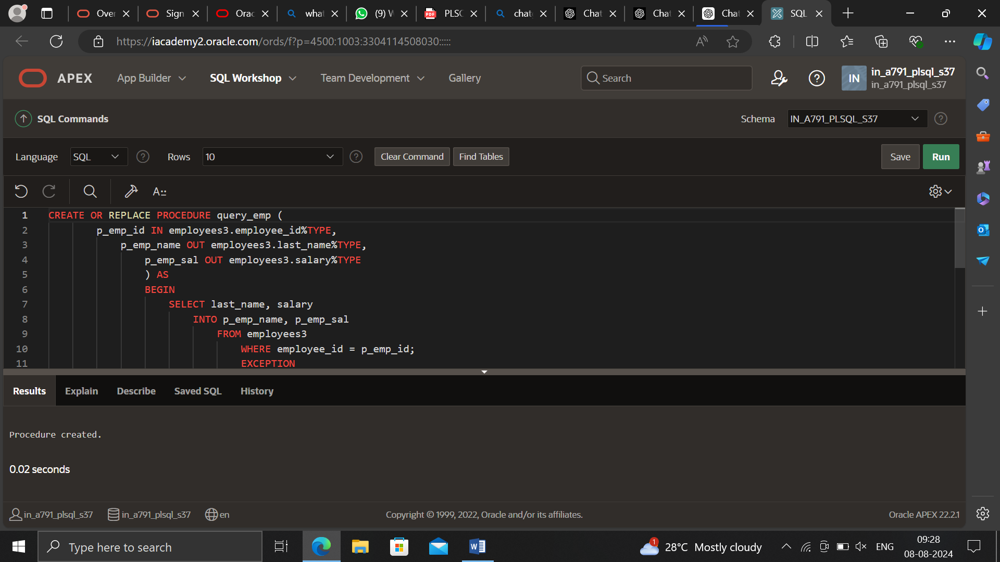 Over
Sign
Orac
what
(9) W
PLSC
chatg
Chat
Chat
Chat
SQL
https://iacademy2.oracle.com/ords/f?p=4500:1003:3304114508030:::::
APEX
App Builder
SQL Workshop
Team Development
Gallery
Search
IN
in_a791_plsql_s37
in_a791_plsql_s37
SQL Commands
Schema
IN_A791_PLSQL_S37
Language
SQL
Rows
10
Clear Command
Find Tables
Save
Run
A
1 CREATE OR REPLACE PROCEDURE query_emp (
2 p_emp_id IN employees3.employee_id%TYPE,
3 p_emp_name OUT employees3.last_name%TYPE,
4 p_emp_sal OUT employees3.salary%TYPE
5 ) AS
6 BEGIN
7 SELECT last_name, salary
8 INTO p_emp_name, p_emp_sal
9 FROM employees3
10 WHERE employee_id = p_emp_id;
11 EXCEPTION
Results Explain Describe Saved SQL History
Procedure created.
0.02 seconds
in_a791_plsql_s37
in_a791_plsql_s37
en
Copyright © 1999, 2022, Oracle and/or its affiliates.
Oracle APEX 22.2.1
Type here to search
1
28°C Mostly cloudy
ENG
09:28
08-08-2024